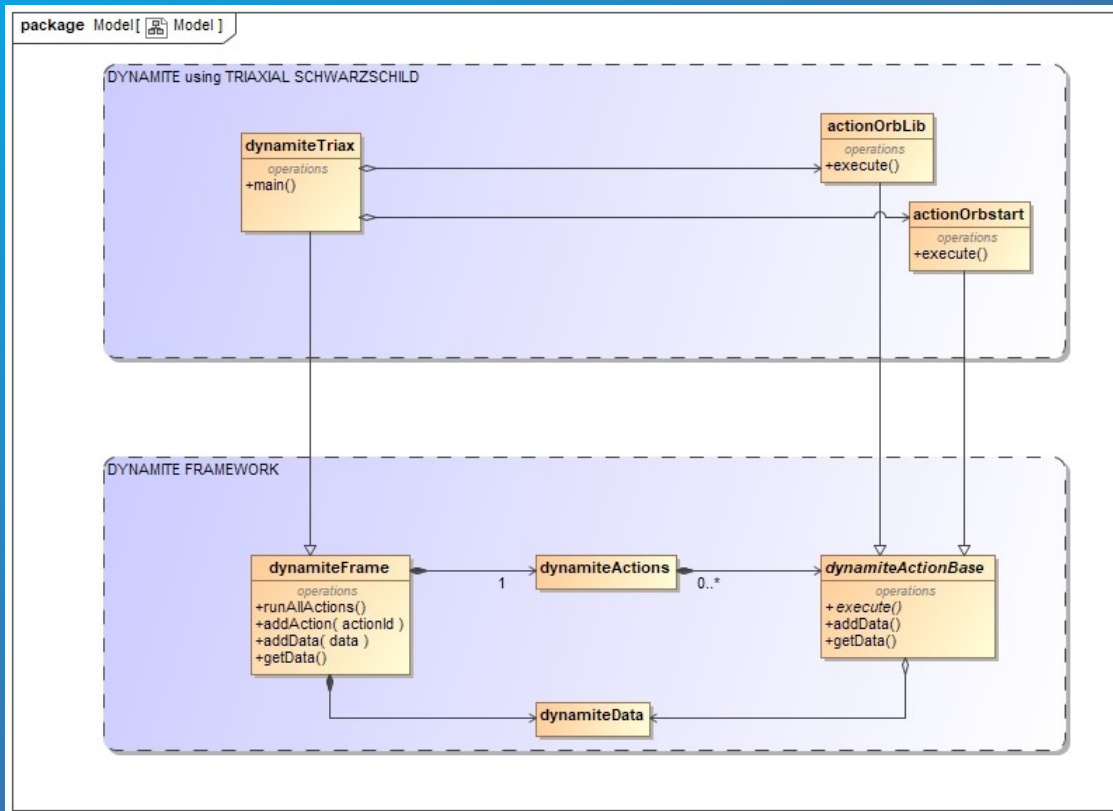 package Model[ Model ]
DYNAMITE using TRIAXIAL SCHWARZSCHILD
dynamiteTriax
operations
+main()
actionOrbLib
operations
+execute()
actionOrbstart
operations
+execute()
DYNAMITE FRAMEWORK
dynamiteFrame
operations
+runAllActions()
+addAction( actionId )
+addData( data )
+getData()
1
dynamiteActions
0..*
dynamiteActionBase
operations
+execute()
+addData()
+getData()
dynamiteData